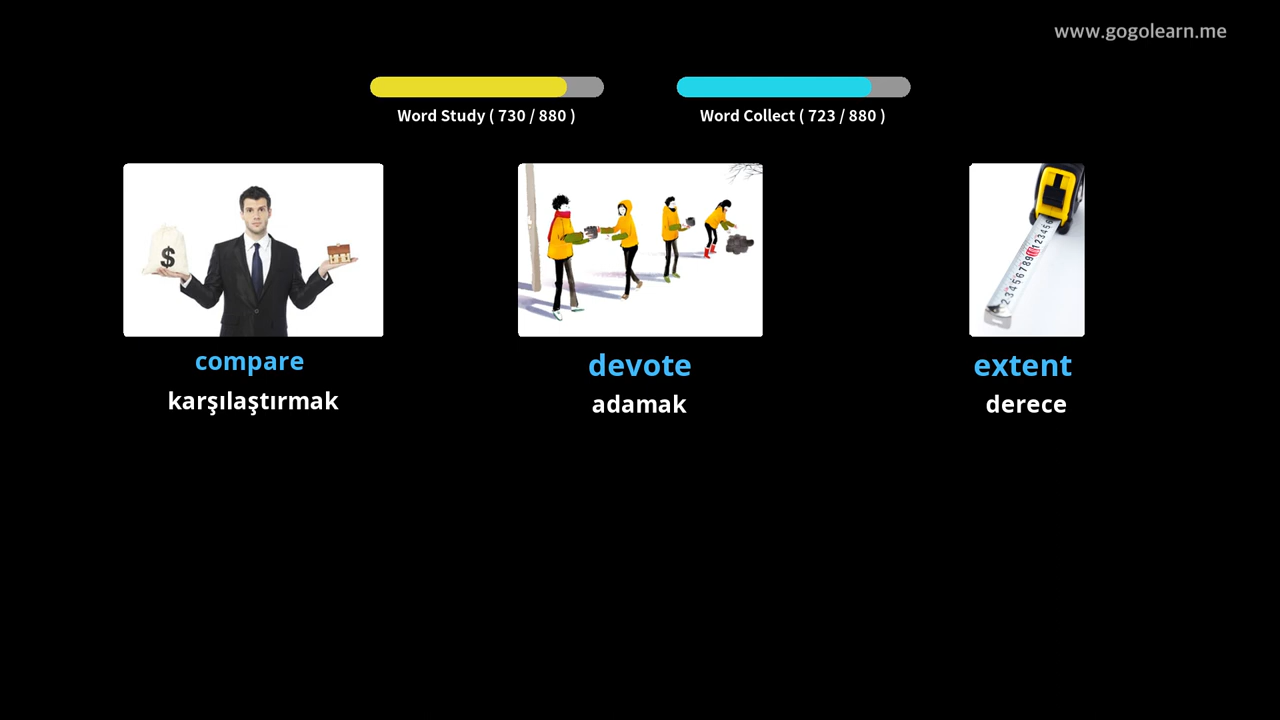 www.gogolearn.me
Word Study ( 730 / 880 )
Word Collect ( 723 / 880 )
$
compare
karşılaştırmak
devote
adamak
extent
derece